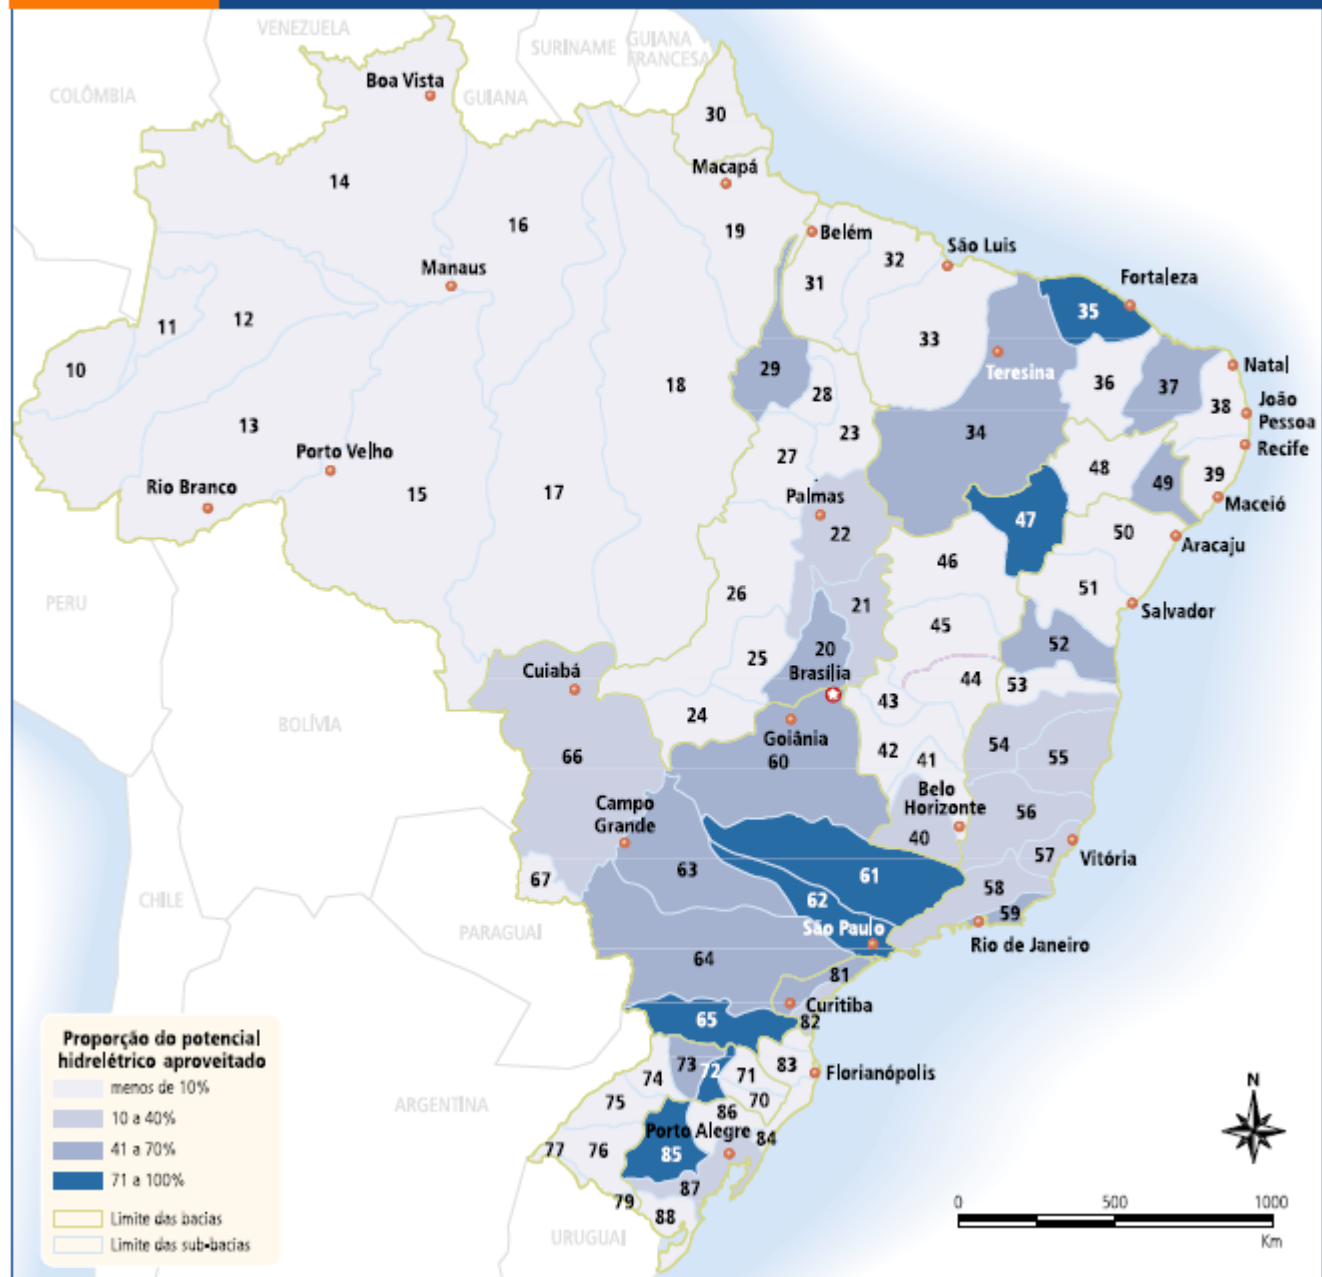 VENEZUELA
SURINAME
GUIANA
FRANCESA
COLÔMBIA
GUIANA
Boa Vista
30
Macapá
14
16
19
Belém
São Luis
32
31
Fortaleza
35
Manaus
11
12
10
29
33
Teresina
36
37
Natal
38
João
Pessoa
Recife
18
28
23
34
13
Porto Velho
27
48
49
39
Maceió
Rio Branco
15
17
Palmas
22
47
50
Aracaju
46
51
Salvador
PERU
26
21
45
20
Brasília
52
25
Cuiabá
44
53
43
24
Goiânia
60
BOLÍVIA
66
42
41
54
55
Belo
Horizonte
Campo
Grande
56
40
57
Vitória
63
61
62
58
59
67
CHILE
São Paulo
Rio de Janeiro
PARAGUAI
64
81
Curitiba
82
65
Proporção do potencial
hidrelétrico aproveitado
menos de 10%
10 a 40%
41 a 70%
71 a 100%
Limite das bacias
Limite das sub-bacias
73
72
71
83
Florianópolis
74
75
70
86
ARGENTINA
Porto Alegre
84
85
77
76
87
79
88
URUGUAI
N
0
500
1000
Km